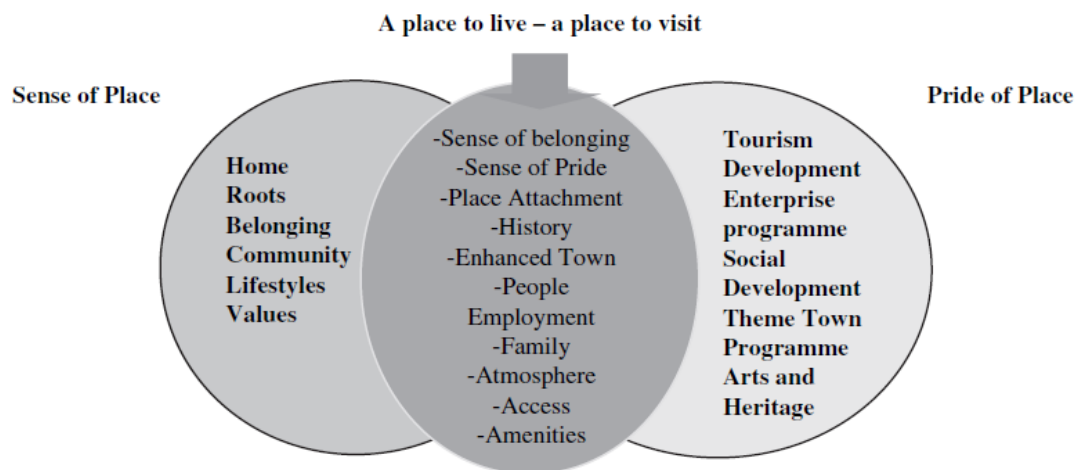 A place to live – a place to visit
Sense of Place
Pride of Place
Home
Roots
Belonging
Community
Lifestyles
Values
-Sense of belonging
-Sense of Pride
-Place Attachment
-History
-Enhanced Town
-People
Employment
-Family
-Atmosphere
-Access
-Amenities
Tourism
Development
Enterprise
programme
Social
Development
Theme Town
Programme
Arts and
Heritage